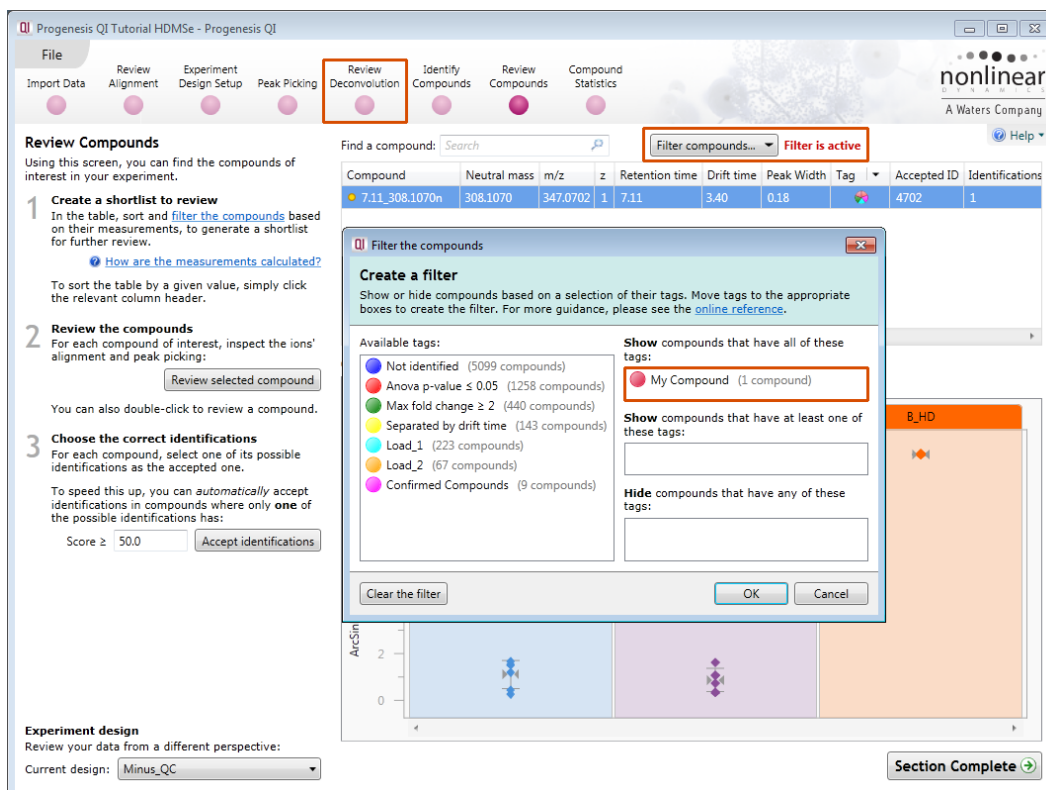 QI Progenesis QI Tutorial HDMSe - Progenesis QI
File
Import Data
Review Alignment
Experiment Design Setup
Peak Picking
Review Deconvolution
Identify Compounds
Review Compounds
Compound Statistics
nonlinear
DYNAMICS
A Waters Company
Help
Review Compounds
Using this screen, you can find the compounds of
interest in your experiment.
1 Create a shortlist to review
In the table, sort and filter the compounds based
on their measurements, to generate a shortlist
for further review.
How are the measurements calculated?
To sort the table by a given value, simply click
the relevant column header.
2 Review the compounds
For each compound of interest, inspect the ions'
alignment and peak picking:
Review selected compound
You can also double-click to review a compound.
3 Choose the correct identifications
For each compound, select one of its possible
identifications as the accepted one.
To speed this up, you can automatically accept
identifications in compounds where only one of
the possible identifications has:
Score ≥ 50.0 Accept identifications
Experiment design
Review your data from a different perspective:
Current design: Minus_QC
Find a compound: Search
Filter compounds... Filter is active
Compound Neutral mass m/z z Retention time Drift time Peak Width Tag Accepted ID Identifications
7.11_308.1070n 308.1070 347.0702 1 7.11 3.40 0.18 4702 1
QI Filter the compounds
Create a filter
Show or hide compounds based on a selection of their tags. Move tags to the appropriate
boxes to create the filter. For more guidance, please see the online reference.
Available tags:
Not identified (5099 compounds)
Anova p-value ≤ 0.05 (1258 compounds)
Max fold change ≥ 2 (440 compounds)
Separated by drift time (143 compounds)
Load_1 (223 compounds)
Load_2 (67 compounds)
Confirmed Compounds (9 compounds)
Show compounds that have all of these
tags:
My Compound (1 compound)
Show compounds that have at least one of
these tags:
Hide compounds that have any of these
tags:
Clear the filter
OK
Cancel
B_HD
ArcSin
2
0
Section Complete